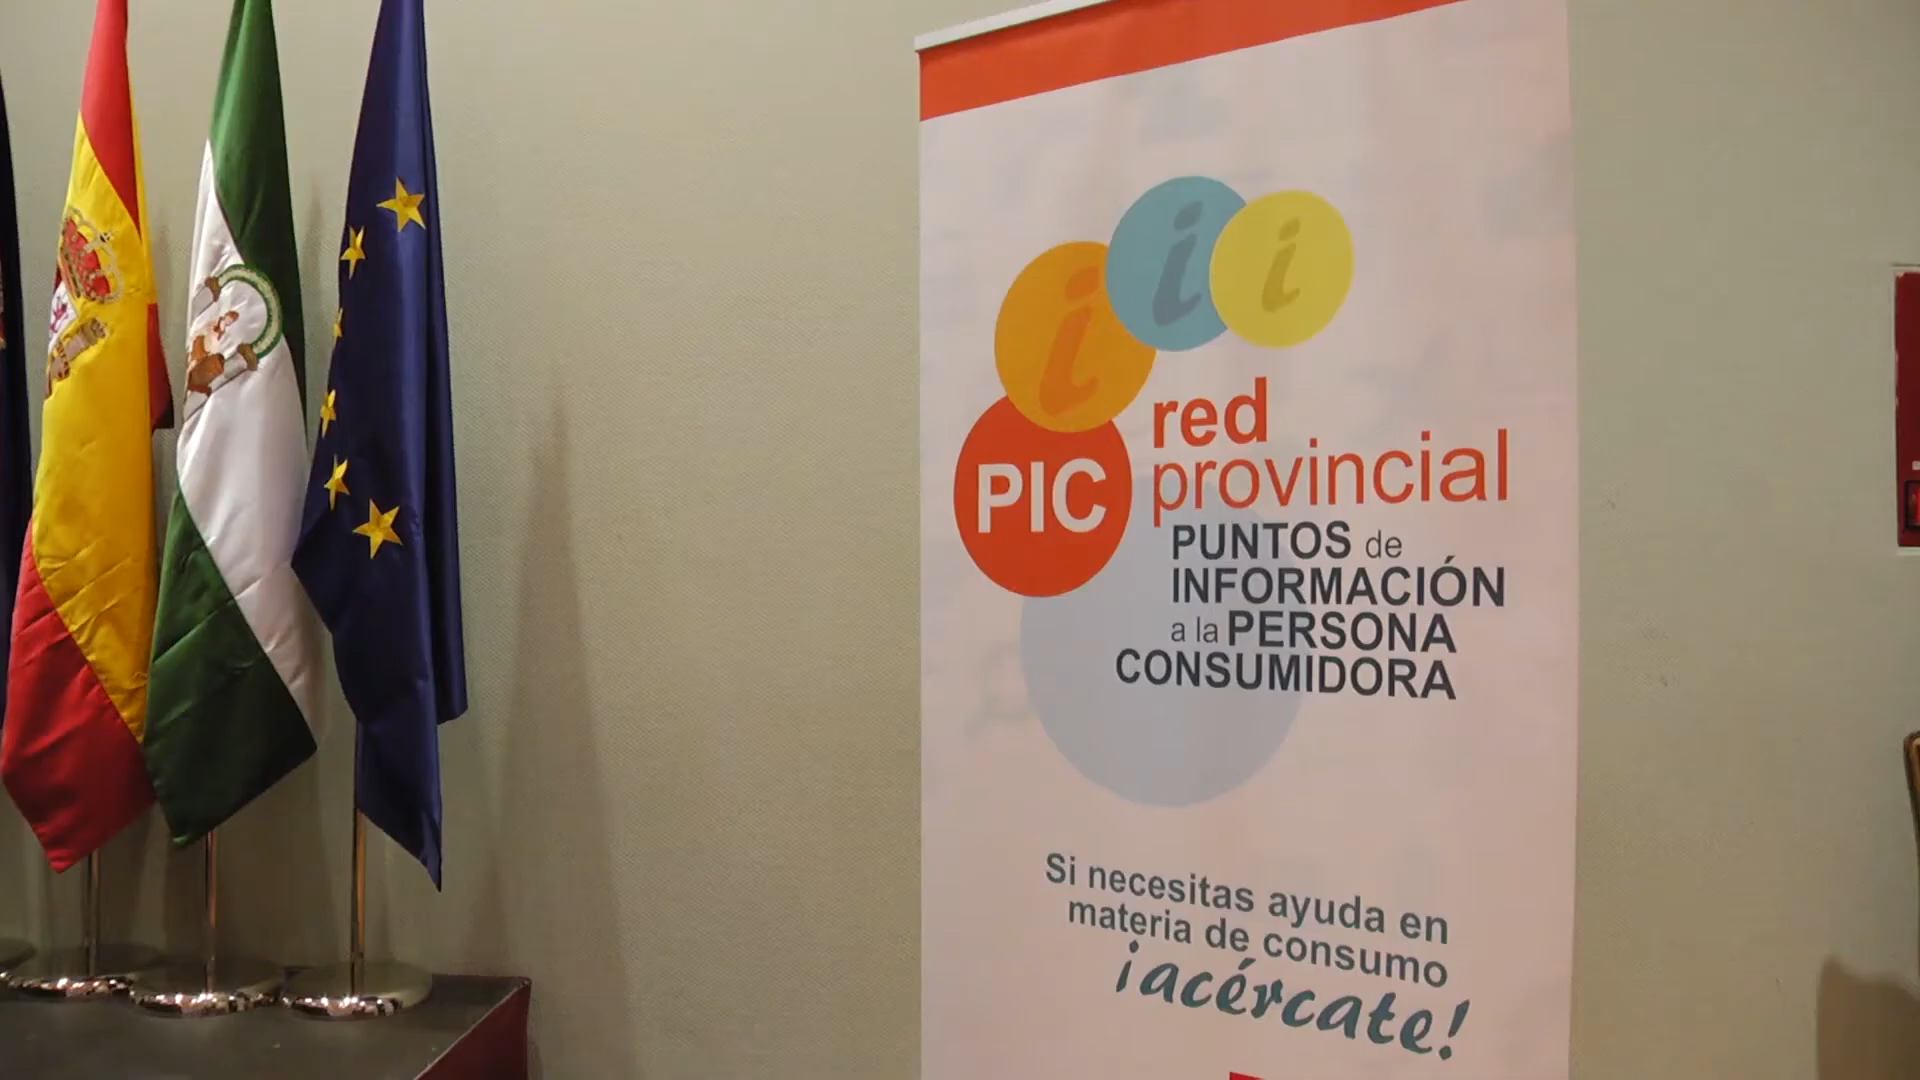 i i i
PIC
red
provincial
PUNTOS de
INFORMACIÓN
a la PERSONA
CONSUMIDORA
Si necesitas ayuda en
materia de consumo
¡acércate!